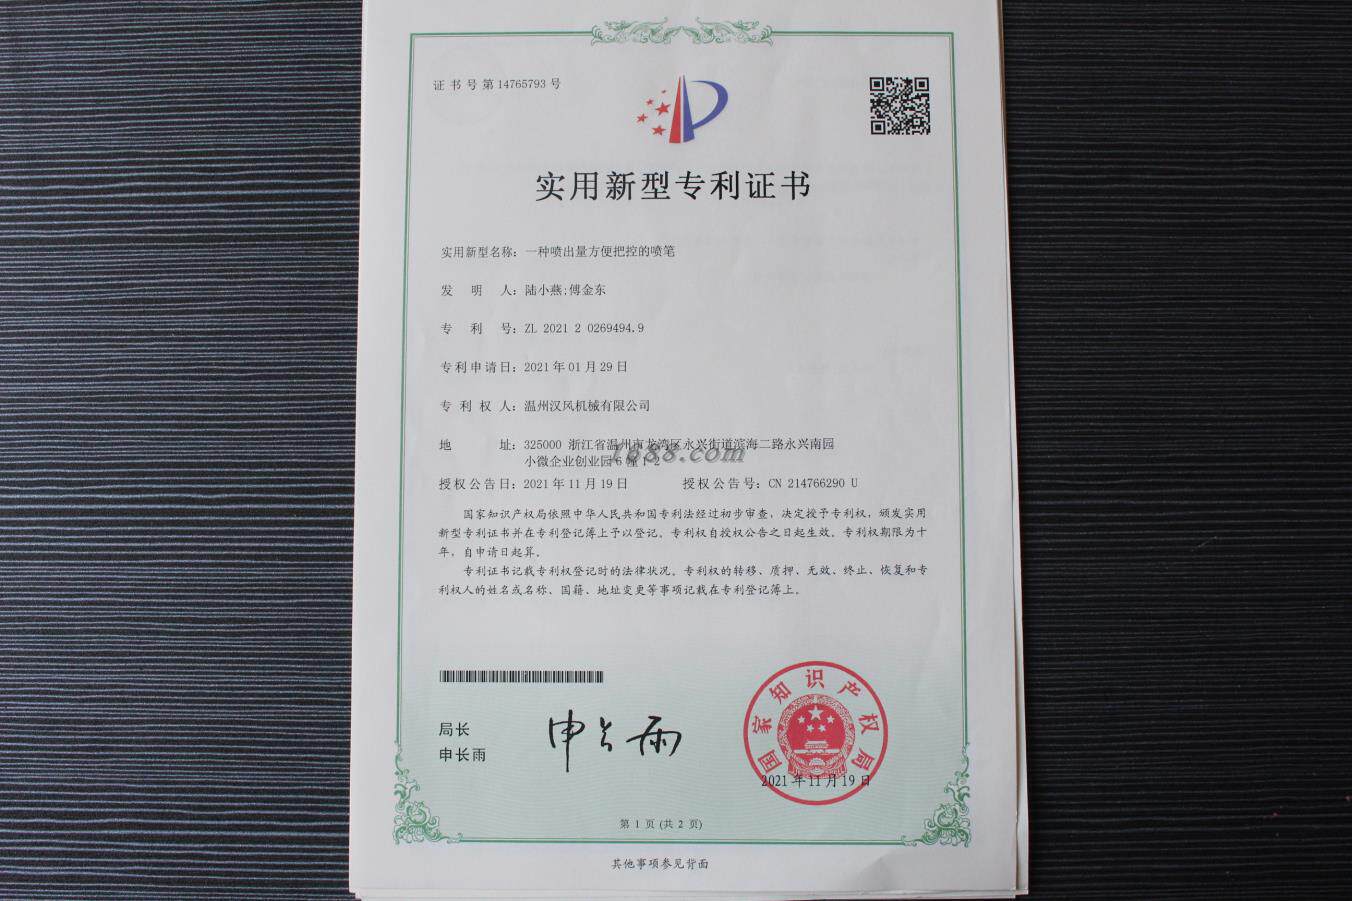 证书号第14765793号
实用新型专利证书
实用新型名称：一种喷出量方便把控的喷笔
发明人：陆小燕;傅金东
专利号：ZL 2021 2 0269494.9
专利申请日：2021年01月29日
专利权人：温州汉风机械有限公司
地址：325000 浙江省温州市龙湾区永兴街道滨海二路永兴南园
小微企业创业园6幢1-2
1688.com
授权公告日：2021年11月19日 授权公告号：CN 214766290 U
国家知识产权局依照中华人民共和国专利法经过初步审查，决定授予专利权，颁发实用
新型专利证书并在专利登记簿上予以登记。专利权自授权公告之日起生效。专利权期限为十
年，自申请日起算。
专利证书记载专利权登记时的法律状况。专利权的转移、质押、无效、终止、恢复和专
利权人的姓名或名称、国籍、地址变更等事项记载在专利登记簿上。
局长
申长雨
申长雨
国家知识产权局
2021年11月19日
第 1 页 (共 2 页)
其他事项参见背面